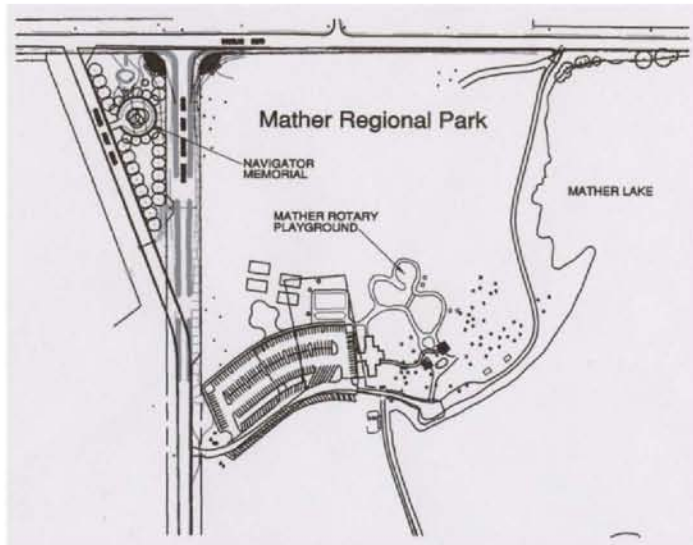 Mather Regional Park
NAVIGATOR
MEMORIAL
MATHER LAKE
MATHER ROTARY
PLAYGROUND